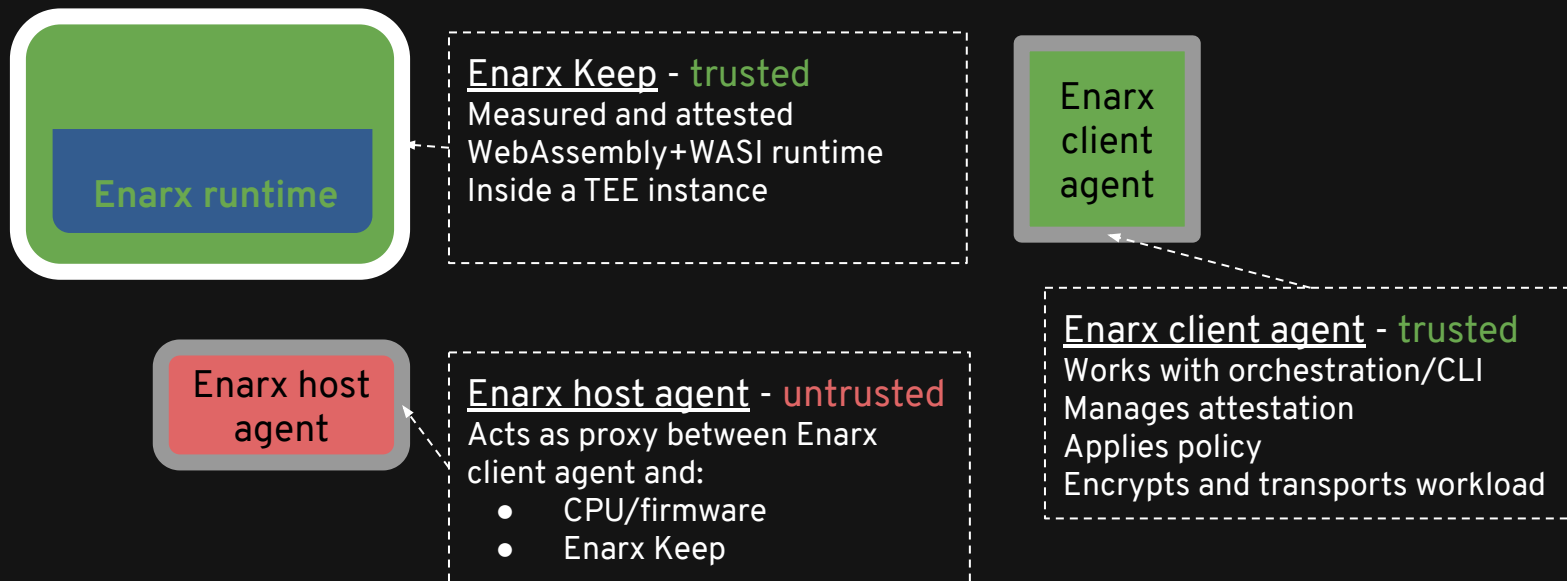 Enarx runtime
Enarx Keep - trusted
Measured and attested
WebAssembly+WASI runtime
Inside a TEE instance
Enarx
client
agent
Enarx host
agent
Enarx host agent - untrusted
Acts as proxy between Enarx
client agent and:
● CPU/firmware
● Enarx Keep
Enarx client agent - trusted
Works with orchestration/CLI
Manages attestation
Applies policy
Encrypts and transports workload